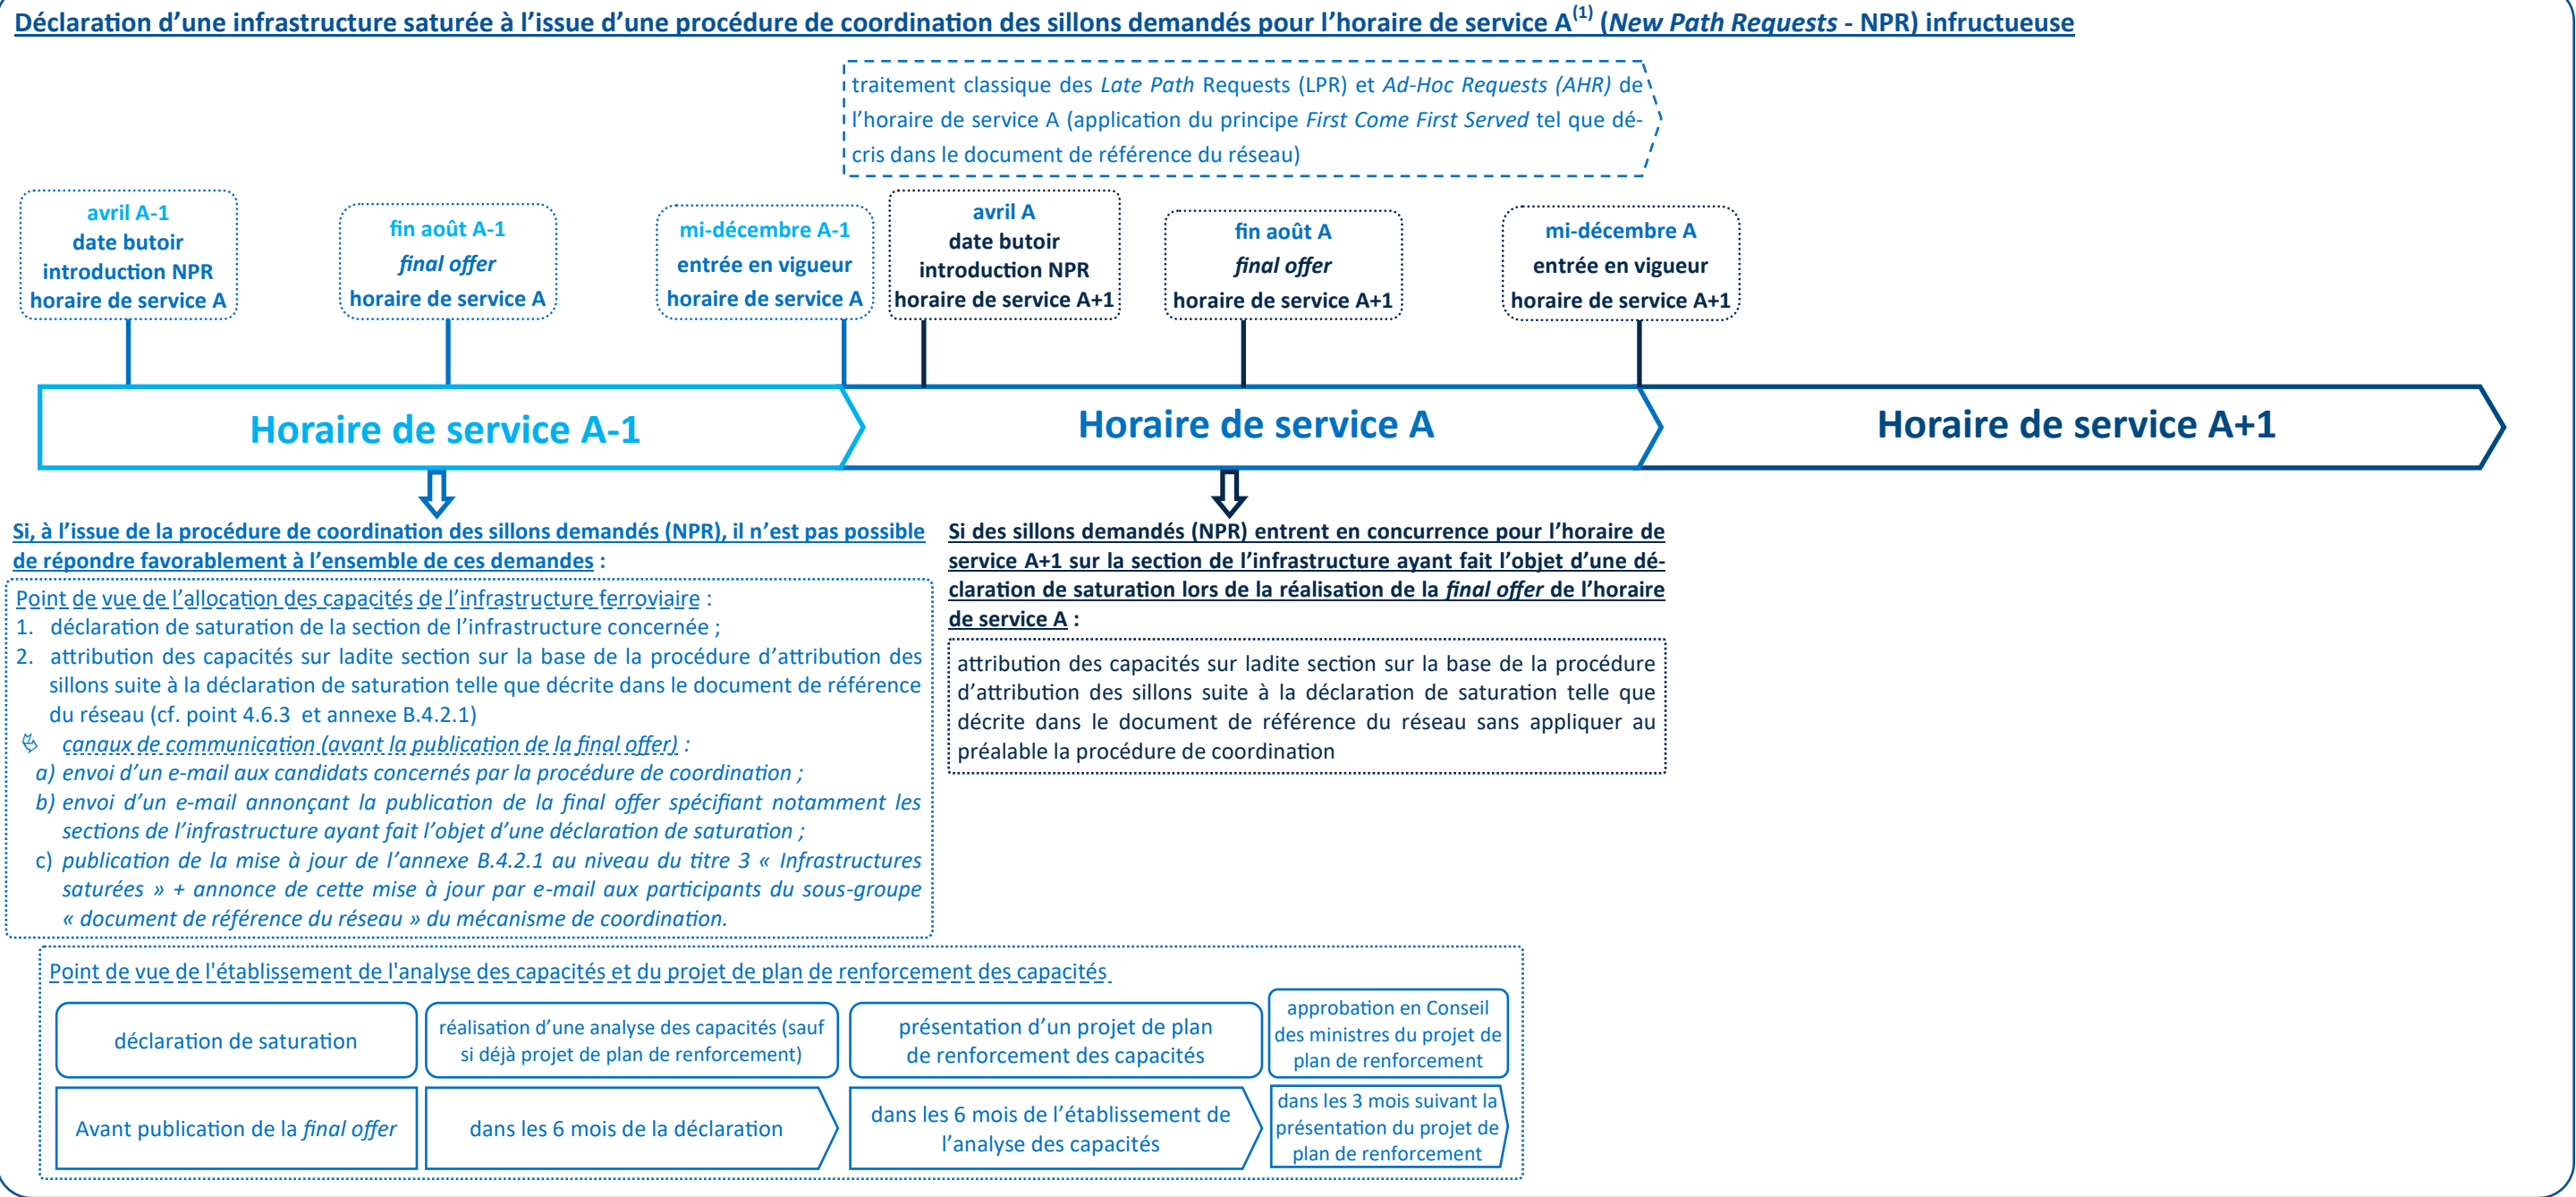 Déclaration d’une infrastructure saturée à l’issue d’une procédure de coordination des sillons demandés pour l’horaire de service A(1) (New Path Requests - NPR) infructueuse
traitement classique des Late Path Requests (LPR) et Ad-Hoc Requests (AHR) de
l’horaire de service A (application du principe First Come First Served tel que dé-
cris dans le document de référence du réseau)
avril A-1
date butoir
introduction NPR
horaire de service A
fin août A-1
final offer
horaire de service A
mi-décembre A-1
entrée en vigueur
horaire de service A
avril A
date butoir
introduction NPR
horaire de service A+1
fin août A
final offer
horaire de service A+1
mi-décembre A
entrée en vigueur
horaire de service A+1
Horaire de service A-1
Horaire de service A
Horaire de service A+1
Si, à l’issue de la procédure de coordination des sillons demandés (NPR), il n’est pas possible
de répondre favorablement à l’ensemble de ces demandes :
Point de vue de l’allocation des capacités de l’infrastructure ferroviaire :
1. déclaration de saturation de la section de l’infrastructure concernée ;
2. attribution des capacités sur ladite section sur la base de la procédure d’attribution des
sillons suite à la déclaration de saturation telle que décrite dans le document de référence
du réseau (cf. point 4.6.3 et annexe B.4.2.1)
canaux de communication (avant la publication de la final offer) :
a) envoi d’un e-mail aux candidats concernés par la procédure de coordination ;
b) envoi d’un e-mail annonçant la publication de la final offer spécifiant notamment les
sections de l’infrastructure ayant fait l’objet d’une déclaration de saturation ;
c) publication de la mise à jour de l’annexe B.4.2.1 au niveau du titre 3 « Infrastructures
saturées » + annonce de cette mise à jour par e-mail aux participants du sous-groupe
« document de référence du réseau » du mécanisme de coordination.
Si des sillons demandés (NPR) entrent en concurrence pour l’horaire de
service A+1 sur la section de l’infrastructure ayant fait l’objet d’une dé-
claration de saturation lors de la réalisation de la final offer de l’horaire
de service A :
attribution des capacités sur ladite section sur la base de la procédure
d’attribution des sillons suite à la déclaration de saturation telle que
décrite dans le document de référence du réseau sans appliquer au
préalable la procédure de coordination
Point de vue de l'établissement de l'analyse des capacités et du projet de plan de renforcement des capacités
déclaration de saturation
réalisation d’une analyse des capacités (sauf
si déjà projet de plan de renforcement)
présentation d’un projet de plan
de renforcement des capacités
approbation en Conseil
des ministres du projet de
plan de renforcement
Avant publication de la final offer
dans les 6 mois de la déclaration
dans les 6 mois de l’établissement de
l’analyse des capacités
dans les 3 mois suivant la
présentation du projet de
plan de renforcement